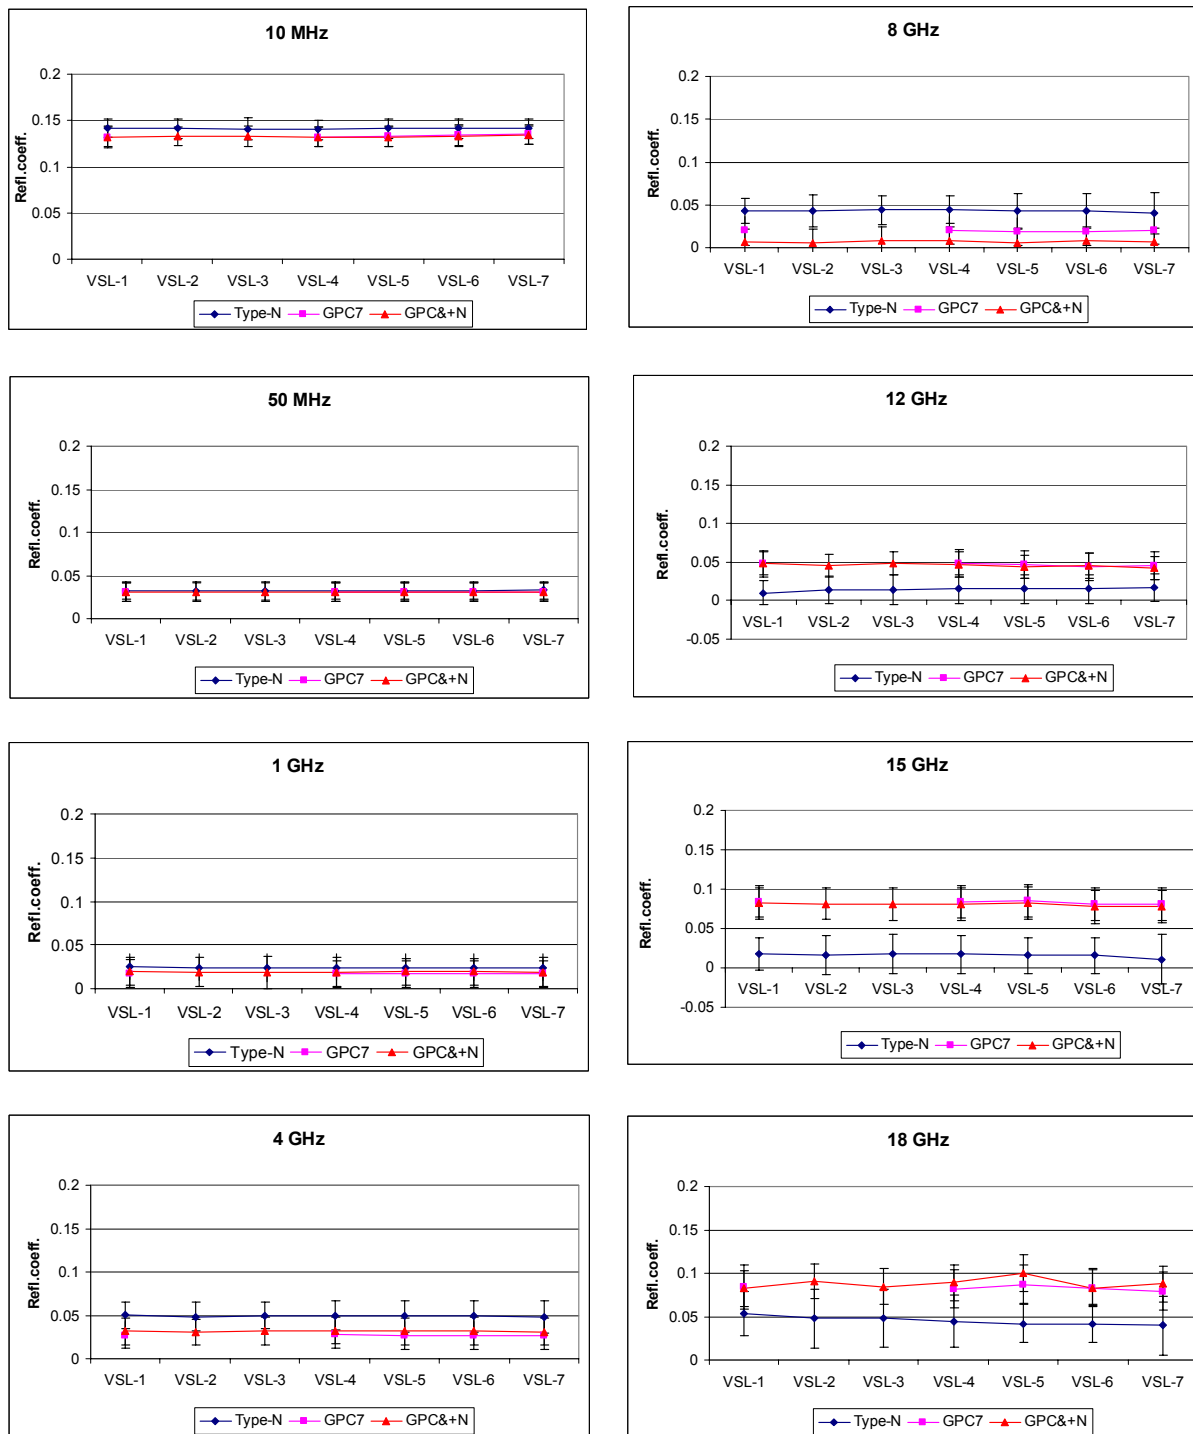 10 MHz
0.2
0.15
0.1
0.05
0
Refl.coeff.
VSL-1 VSL-2 VSL-3 VSL-4 VSL-5 VSL-6 VSL-7
Type-N GPC7 GPC&+N
8 GHz
0.2
0.15
0.1
0.05
0
Refl.coeff.
VSL-1 VSL-2 VSL-3 VSL-4 VSL-5 VSL-6 VSL-7
Type-N GPC7 GPC&+N
50 MHz
0.2
0.15
0.1
0.05
0
Refl.coeff.
VSL-1 VSL-2 VSL-3 VSL-4 VSL-5 VSL-6 VSL-7
Type-N GPC7 GPC&+N
12 GHz
0.2
0.15
0.1
0.05
0
-0.05
Refl.coeff.
VSL-1 VSL-2 VSL-3 VSL-4 VSL-5 VSL-6 VSL-7
Type-N GPC7 GPC&+N
1 GHz
0.2
0.15
0.1
0.05
0
Refl.coeff.
VSL-1 VSL-2 VSL-3 VSL-4 VSL-5 VSL-6 VSL-7
Type-N GPC7 GPC&+N
15 GHz
0.2
0.15
0.1
0.05
0
-0.05
Refl.coeff.
VSL-1 VSL-2 VSL-3 VSL-4 VSL-5 VSL-6 VSL-7
Type-N GPC7 GPC&+N
4 GHz
0.2
0.15
0.1
0.05
0
Refl.coeff.
VSL-1 VSL-2 VSL-3 VSL-4 VSL-5 VSL-6 VSL-7
Type-N GPC7 GPC&+N
18 GHz
0.2
0.15
0.1
0.05
0
Refl.coeff.
VSL-1 VSL-2 VSL-3 VSL-4 VSL-5 VSL-6 VSL-7
Type-N GPC7 GPC&+N